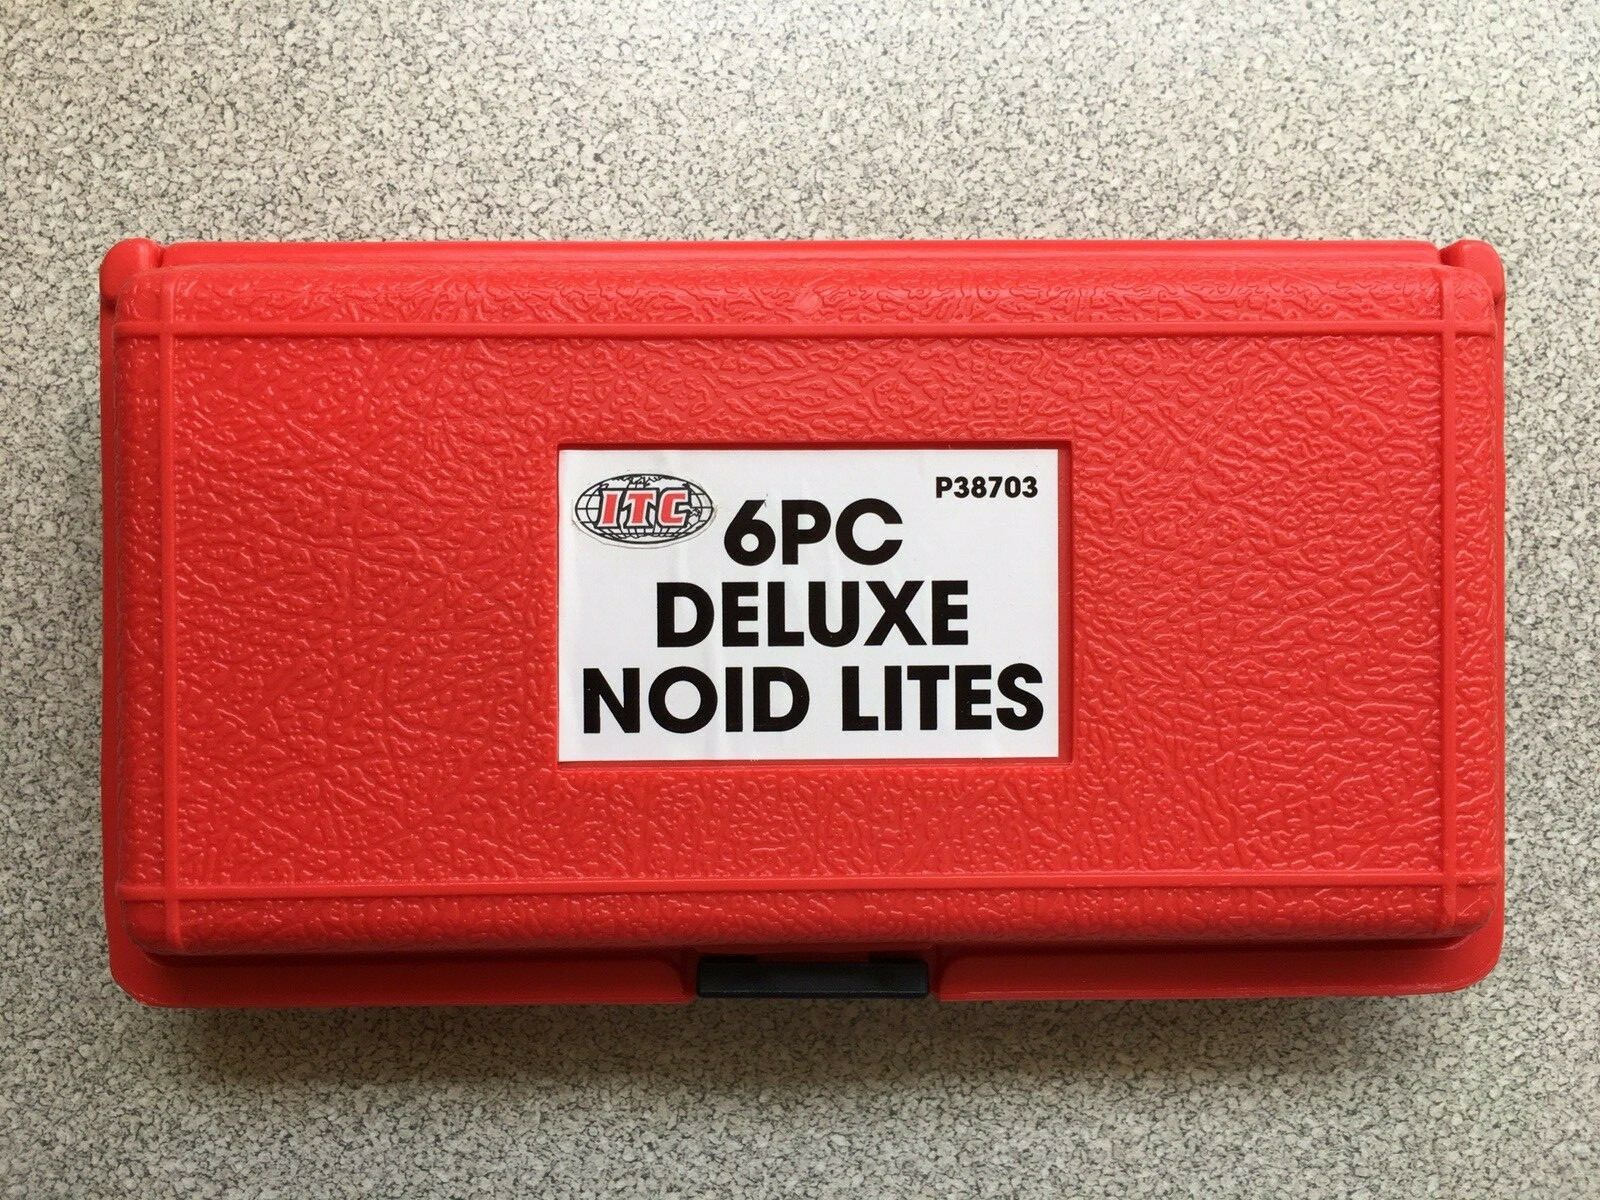 ITC
P38703
6PC
DELUXE
NOID LITES